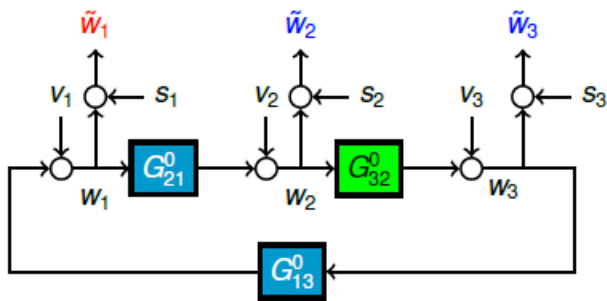 w̃₁ w̃₂ w̃₃
v₁ s₁ v₂ s₂ v₃ s₃
G⁰₂₁ G⁰₃₂
w₁ w₂ w₃
G⁰₁₃